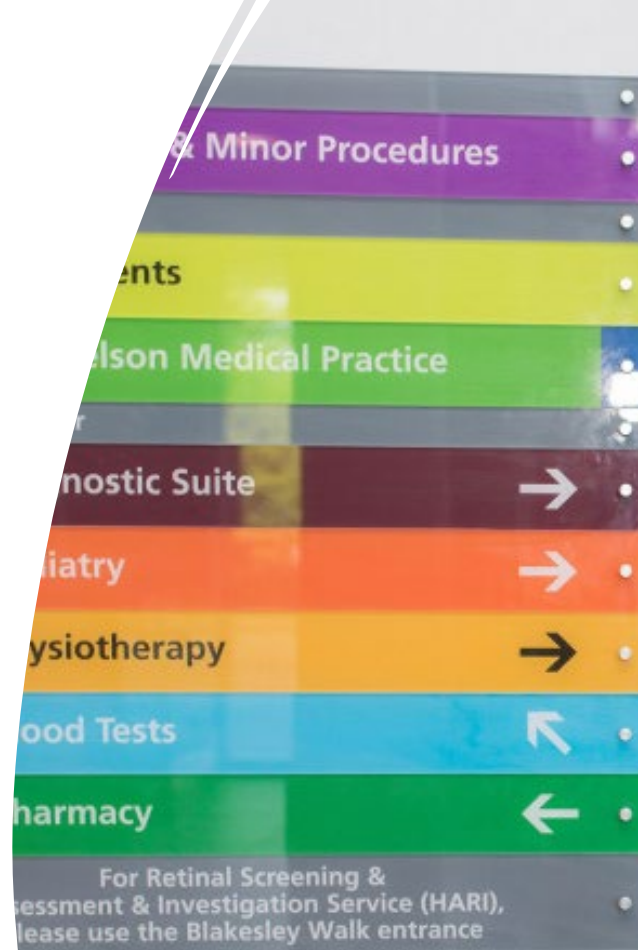 & Minor Procedures
ents
elson Medical Practice
r
nostic Suite
iatry
ysiotherapy
ood Tests
harmacy
For Retinal Screening &
sessment & Investigation Service (HARI),
lease use the Blakesley Walk entrance